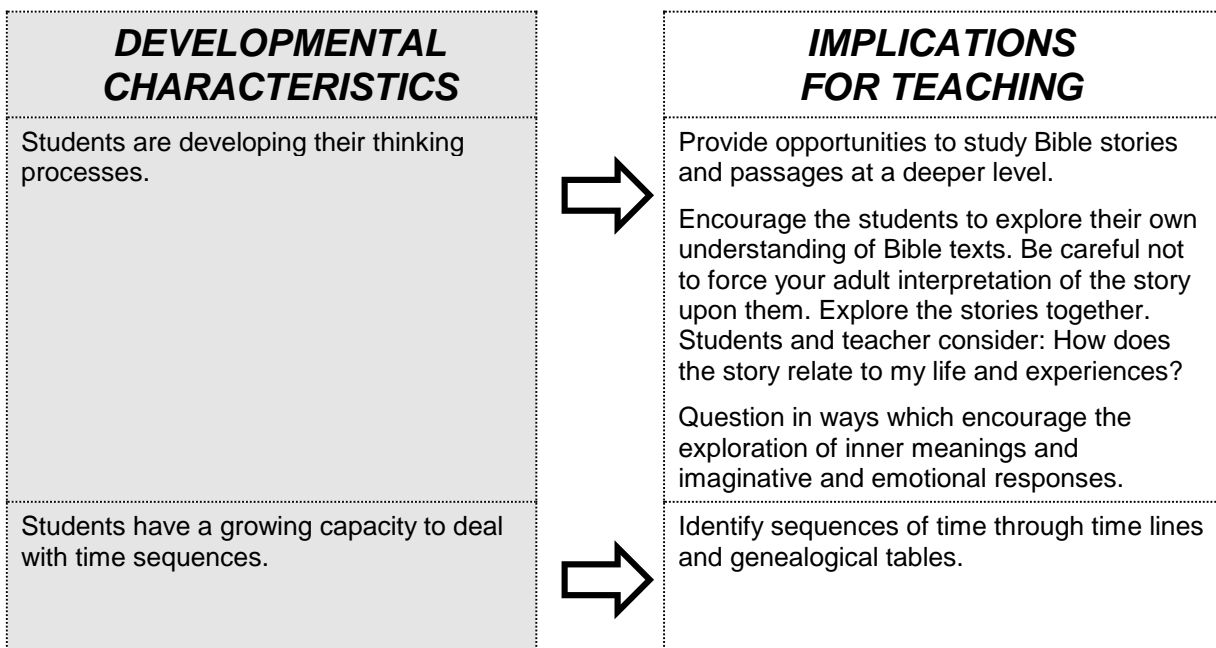 DEVELOPMENTAL
CHARACTERISTICS
IMPLICATIONS
FOR TEACHING
Students are developing their thinking
processes.
Provide opportunities to study Bible stories
and passages at a deeper level.
Encourage the students to explore their own
understanding of Bible texts. Be careful not
to force your adult interpretation of the story
upon them. Explore the stories together.
Students and teacher consider: How does
the story relate to my life and experiences?
Question in ways which encourage the
exploration of inner meanings and
imaginative and emotional responses.
Students have a growing capacity to deal
with time sequences.
Identify sequences of time through time lines
and genealogical tables.